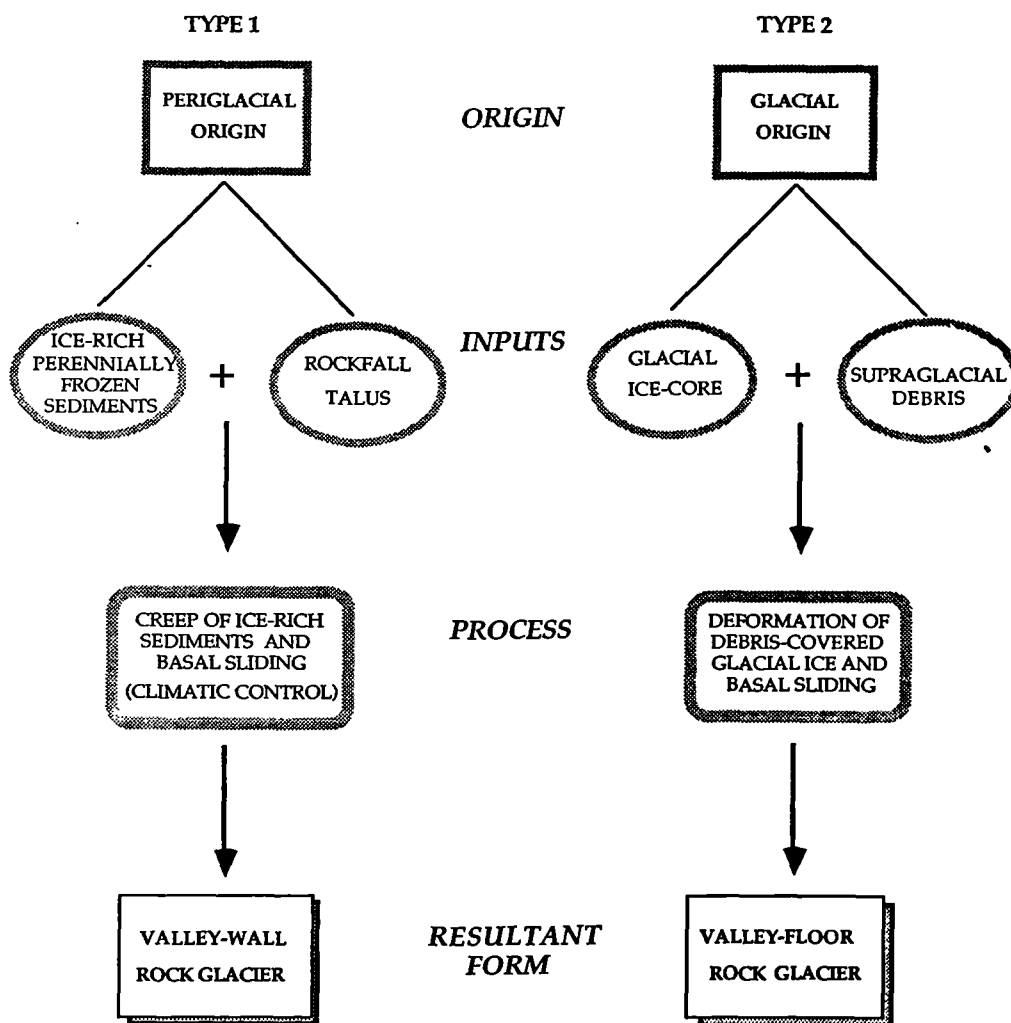 TYPE 1
TYPE 2
PERIGLACIAL
ORIGIN
ORIGIN
GLACIAL
ORIGIN
ICE-RICH
PERENNIALLY
FROZEN
SEDIMENTS
+
ROCKFALL
TALUS
INPUTS
GLACIAL
ICE-CORE
+
SUPRAGLACIAL
DEBRIS
CREEP OF ICE-RICH
SEDIMENTS AND
BASAL SLIDING
(CLIMATIC CONTROL)
PROCESS
DEFORMATION OF
DEBRIS-COVERED
GLACIAL ICE AND
BASAL SLIDING
VALLEY-WALL
ROCK GLACIER
RESULTANT
FORM
VALLEY-FLOOR
ROCK GLACIER